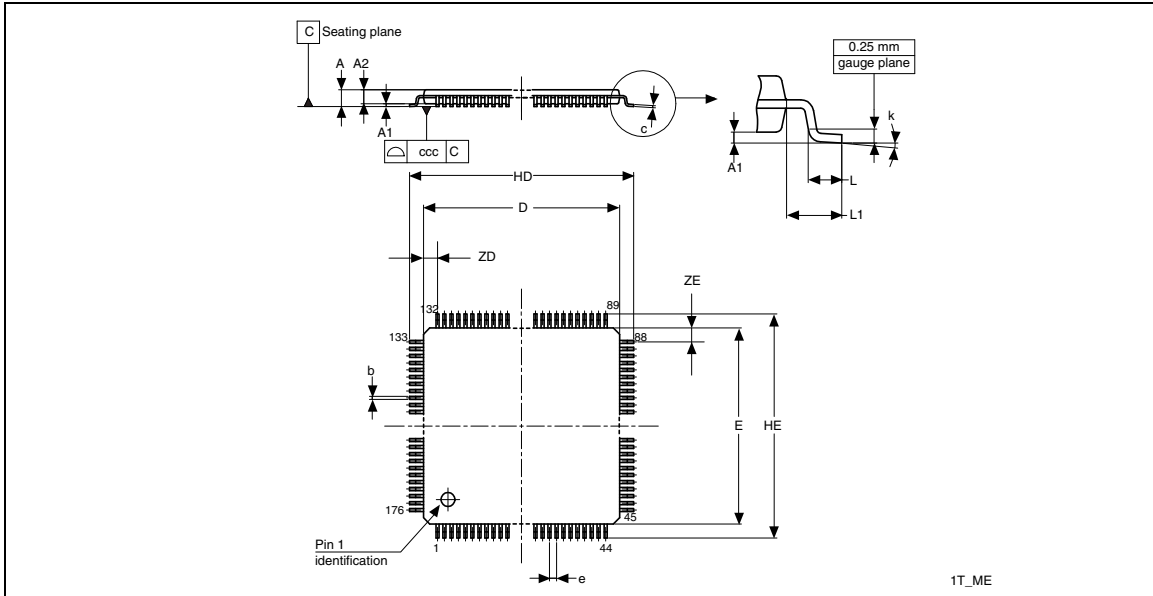 C Seating plane
A A2
A1
c
ccc C
0.25 mm
gauge plane
k
A1
L
L1
HD
D
ZD
ZE
132
89
133
88
b
E
HE
176
45
Pin 1
identification
1
44
e
1T_ME